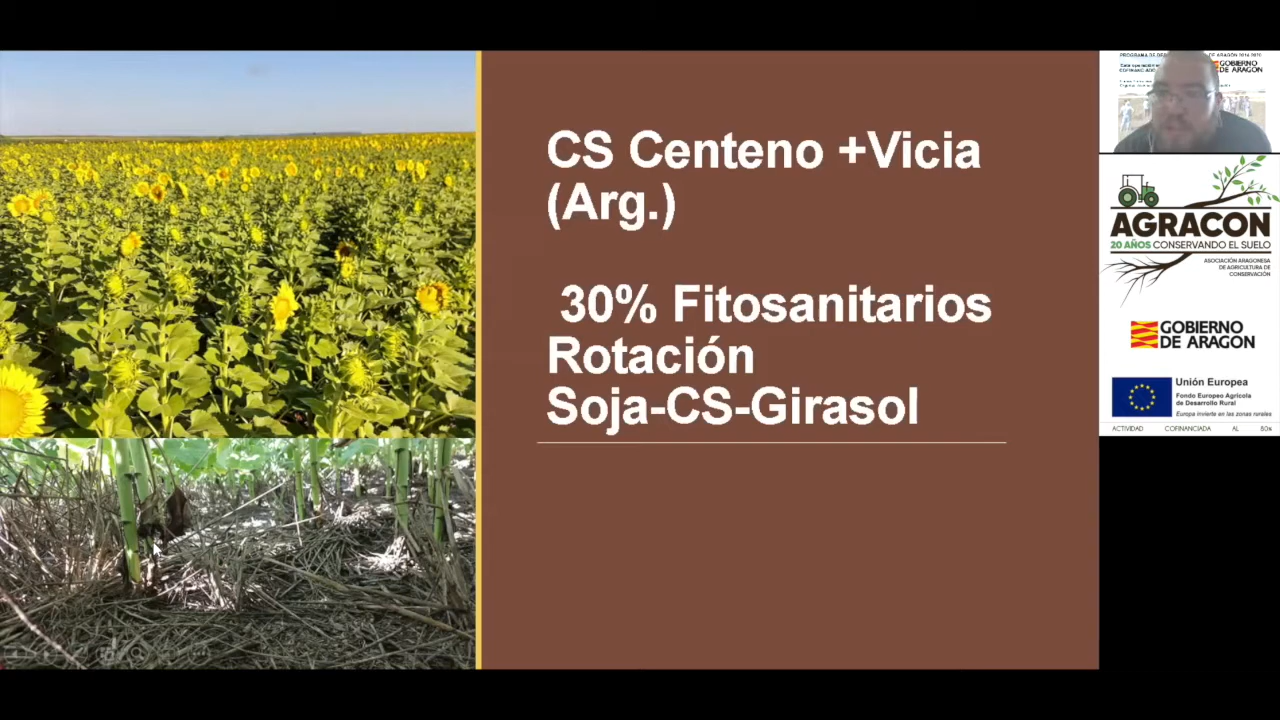 CS Centeno +Vicia
(Arg.)
30% Fitosanitarios
Rotación
Soja-CS-Girasol
GOBIERNO
DE ARAGÓN
AGRACON
20 AÑOS CONSERVANDO EL SUELO
ASOCIACIÓN ARAGONESA
DE AGRICULTURA DE
CONSERVACIÓN
GOBIERNO
DE ARAGON
Unión Europea
Fondo Europeo Agrícola
de Desarrollo Rural
Europa invierte en las zonas rurales
ACTIVIDAD COFINANCIADA AL 80%